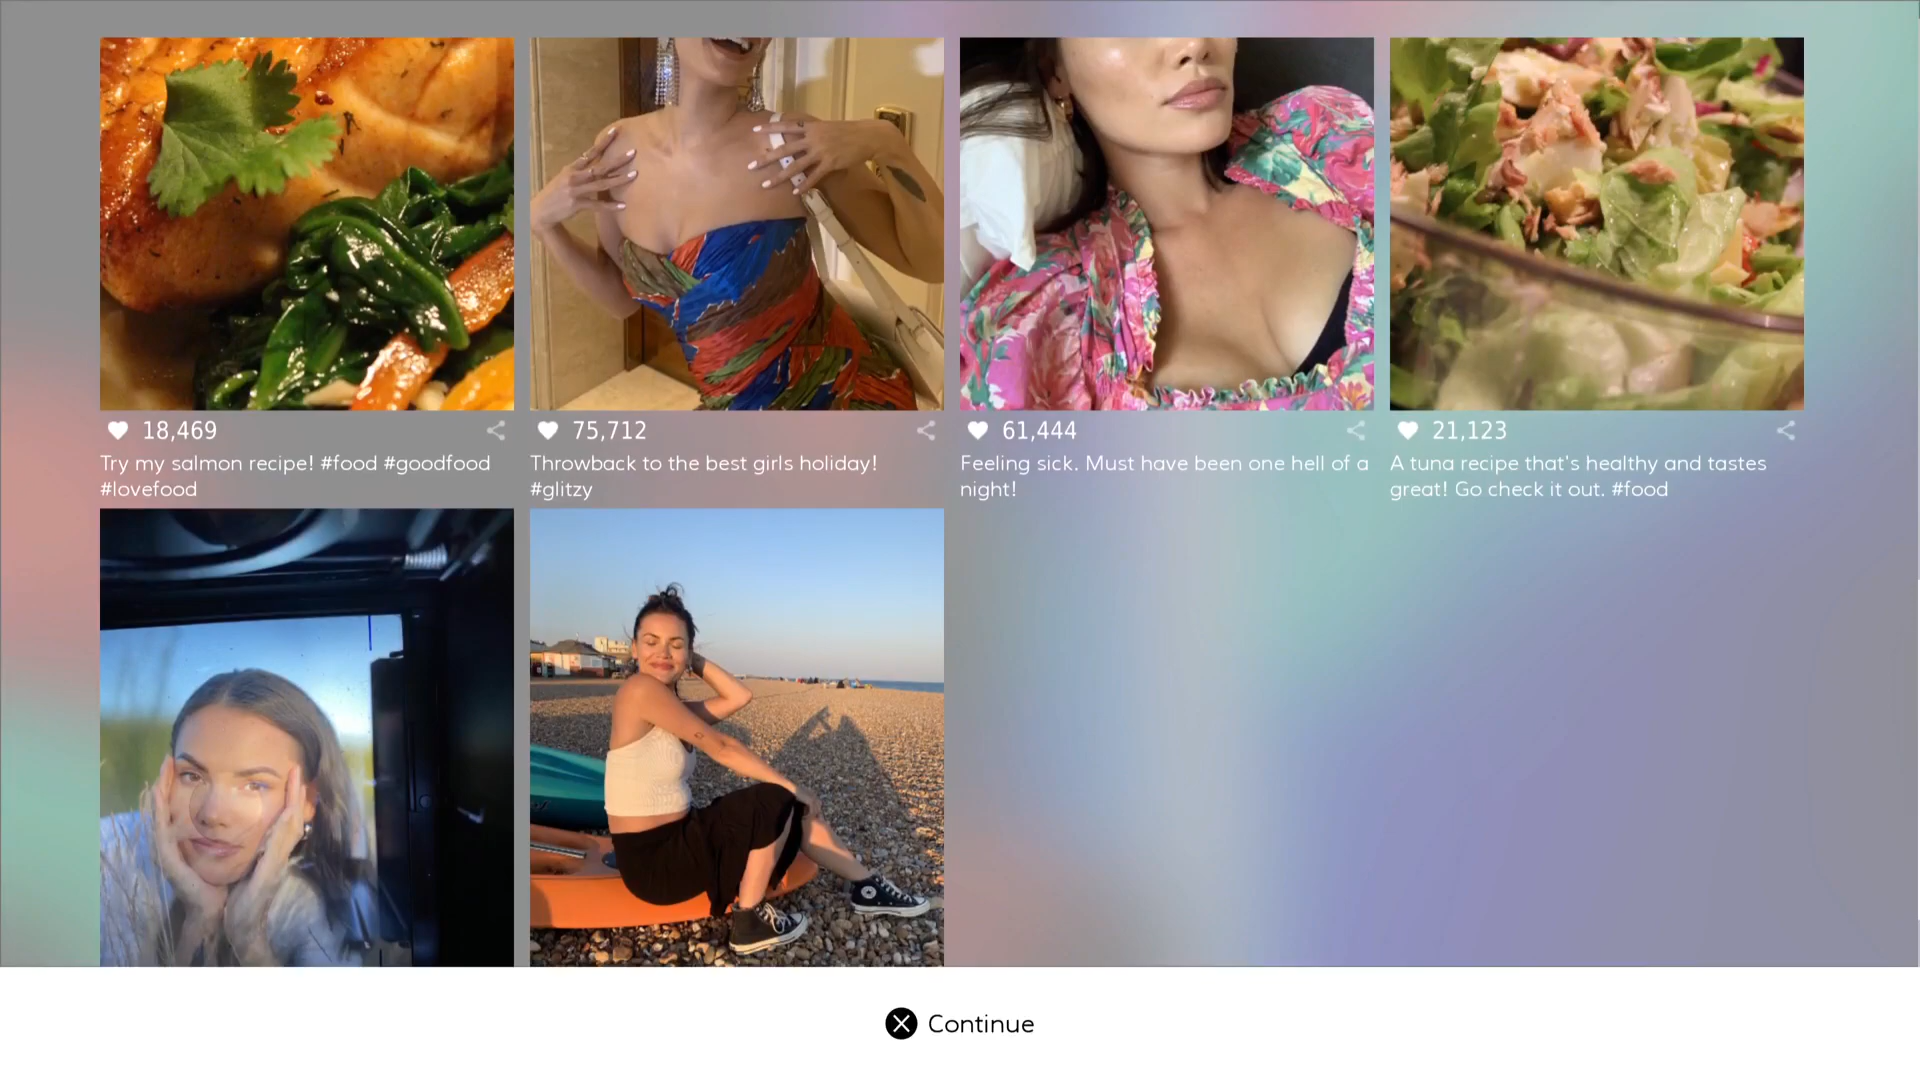 18,469
Try my salmon recipe! #food #goodfood
#lovefood
75,712
Throwback to the best girls holiday!
#glitzy
61,444
Feeling sick. Must have been one hell of a
night!
21,123
A tuna recipe that's healthy and tastes
great! Go check it out. #food
Continue